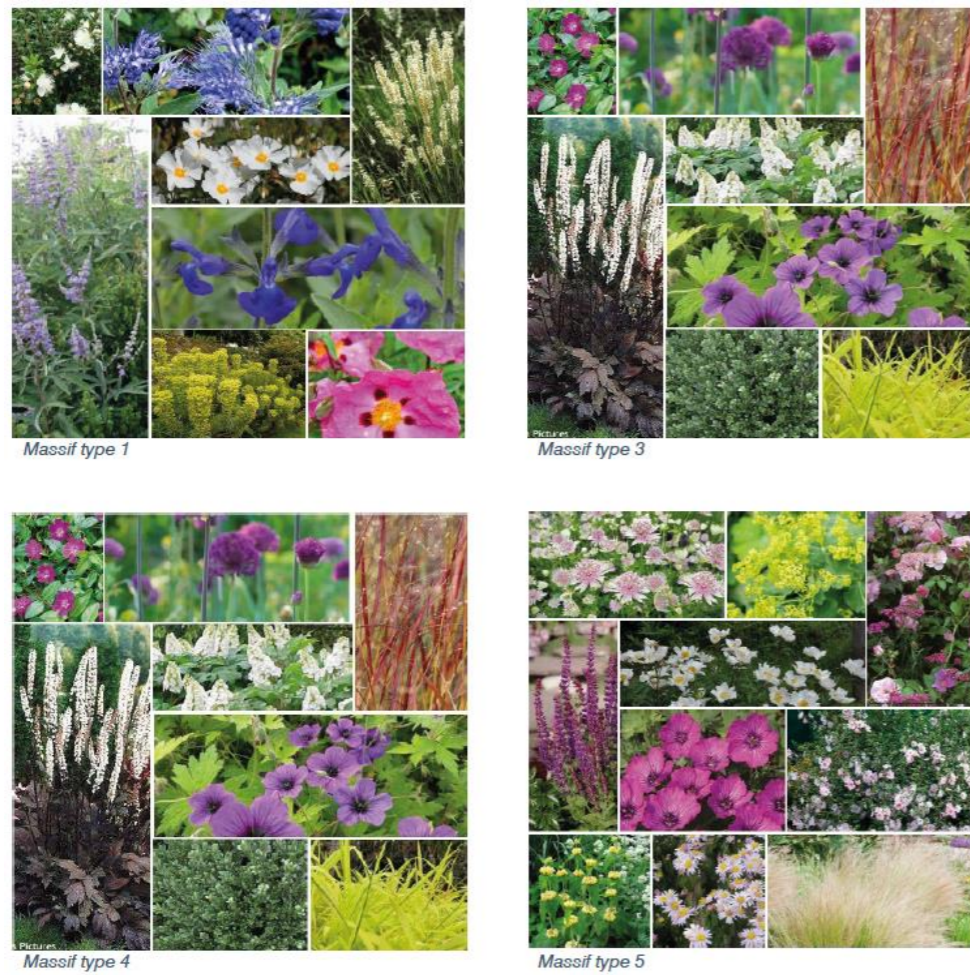 Massif type 1
Pictures
Massif type 3
s Pictures
Massif type 4
Massif type 5